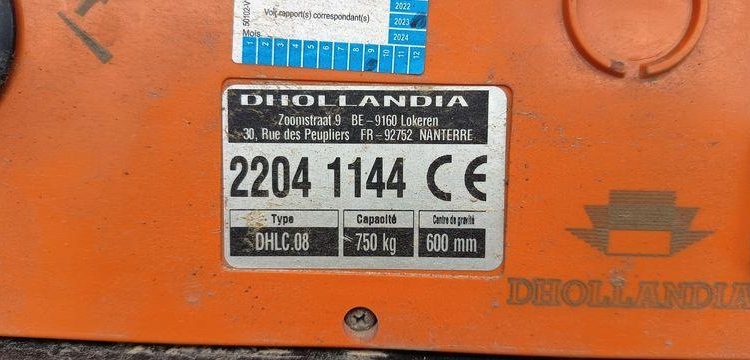 50102-V
Voir rapport(s) correspondant(s)
2022
2023
2024
Mois
1 2 3 4 5 6 7 8 9 10 11 12
DHOLLANDIA
Zoomstraat 9 BE-9160 Lokeren
30, Rue des Peupliers FR-92752 NANTERRE
2204 1144 CE
Type Capacité Centre de gravité
DHLC.08 750 kg 600 mm
DHOLLANDIA